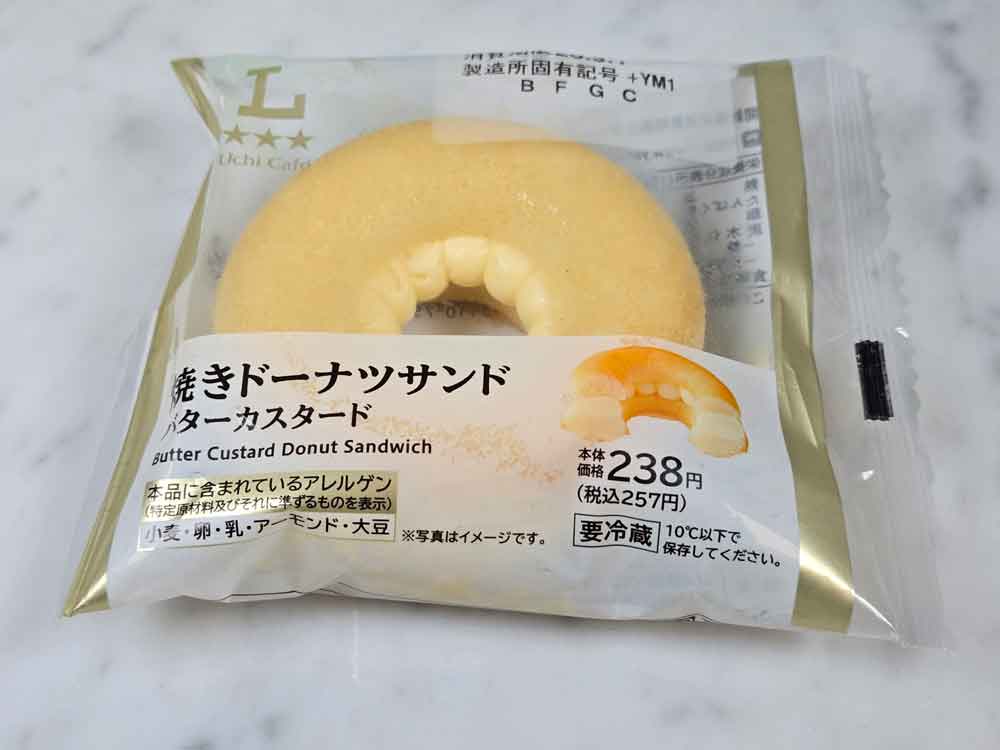 L
★★★
Uchi Café
製造所固有記号 +YM1
B F G C
焼きドーナツサンド
バターカスタード
Butter Custard Donut Sandwich
本品に含まれているアレルゲン
(特定原材料及びそれに準ずるものを表示)
小麦・卵・乳・アーモンド・大豆
※写真はイメージです。
本体
価格 238円
(税込257円)
要冷蔵 10℃以下で
保存してください。